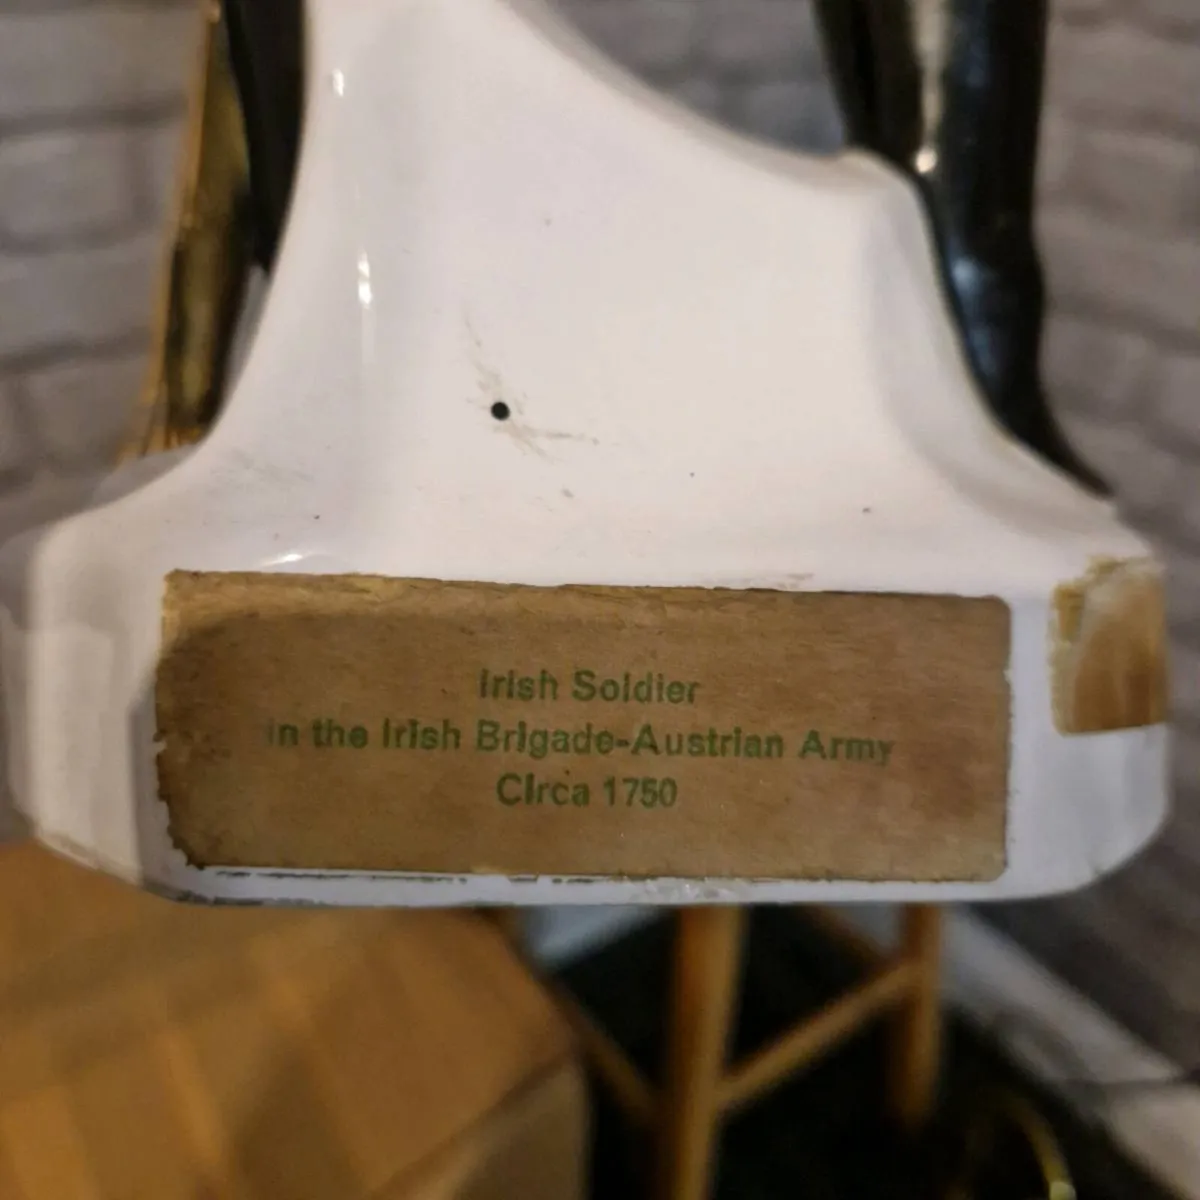 Irish Soldier
in the Irish Brigade-Austrian Army
Circa 1750